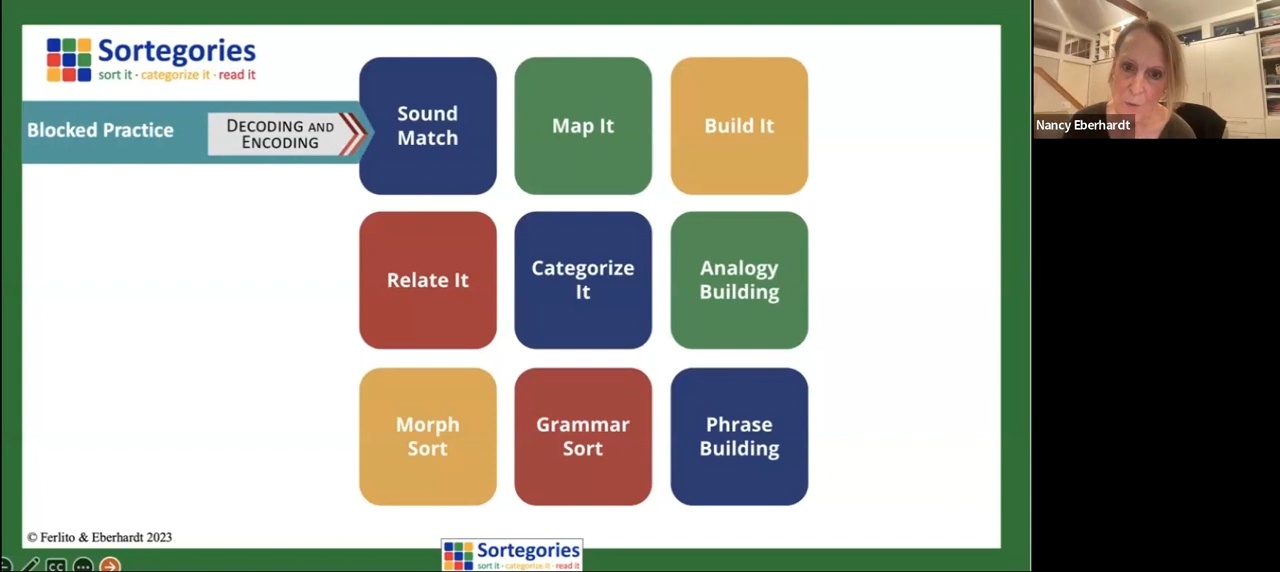 Sortegories
sort it · categorize it · read it
Blocked Practice
DECODING AND
ENCODING
Sound
Match
Map It
Build It
Relate It
Categorize
It
Analogy
Building
Morph
Sort
Grammar
Sort
Phrase
Building
© Ferlito & Eberhardt 2023
CC
Sortegories
sort it · categorize it · read it
Nancy Eberhardt